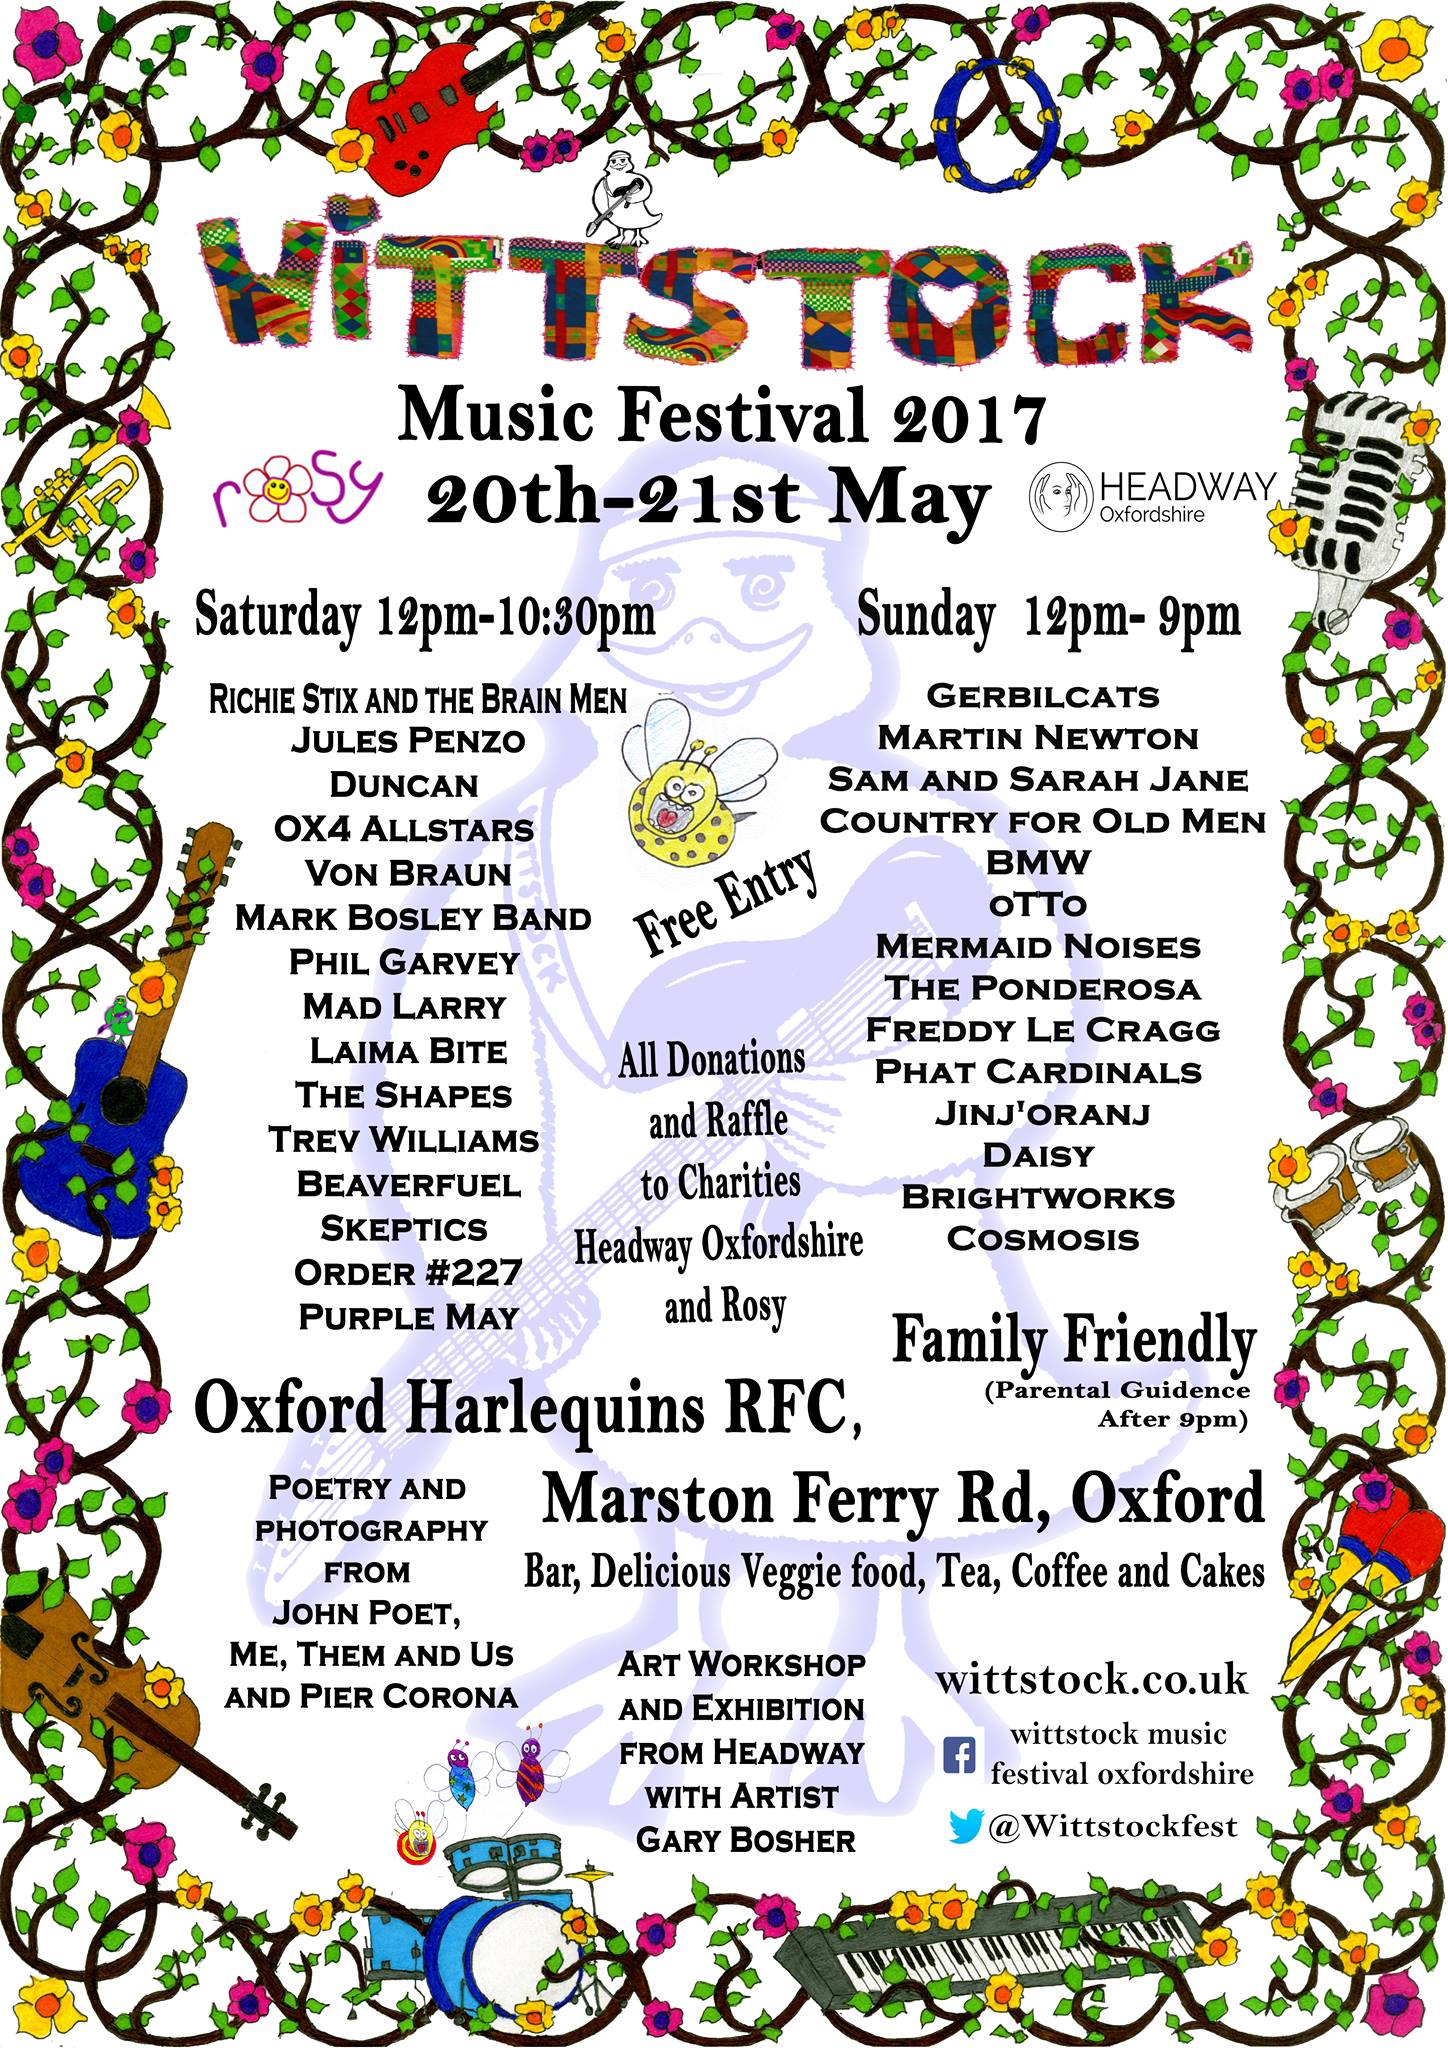 WiTTSTOCK
Music Festival 2017
rosy
20th-21st May
HEADWAY
Oxfordshire
Saturday 12pm-10:30pm
Richie Stix and the Brain Men
Jules Penzo
Duncan
OX4 Allstars
Von Braun
Mark Bosley Band
Phil Garvey
Mad Larry
Laima Bite
The Shapes
Trev Williams
Beaverfuel
Skeptics
Order #227
Purple May
Sunday 12pm- 9pm
Gerbilcats
Martin Newton
Sam and Sarah Jane
Country for Old Men
BMW
oTTo
Mermaid Noises
The Ponderosa
Freddy Le Cragg
Phat Cardinals
Jinj'oranj
Daisy
Brightworks
Cosmosis
WITTSTOCK
Free Entry
All Donations
and Raffle
to Charities
Headway Oxfordshire
and Rosy
Family Friendly
(Parental Guidence
After 9pm)
Oxford Harlequins RFC,
Marston Ferry Rd, Oxford
Bar, Delicious Veggie food, Tea, Coffee and Cakes
Poetry and
photography
from
John Poet,
Me, Them and Us
and Pier Corona
Art Workshop
and Exhibition
from Headway
with Artist
Gary Bosher
wittstock.co.uk
f wittstock music
festival oxfordshire
@Wittstockfest